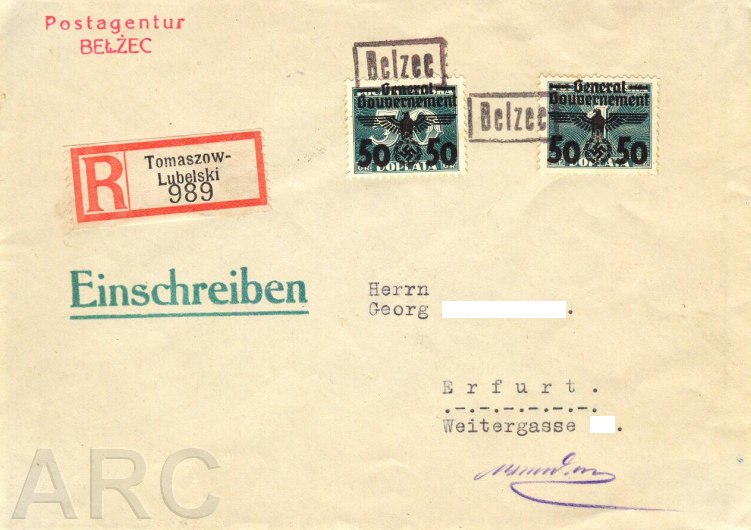 Postagentur
BEŁŻEC
Belzec
General
Gouvernement
50 50
Belzec
General
Gouvernement
50 50
R
Tomaszow-
Lubelski
989
Einschreiben
Herrn
Georg .
Erfurt.
Weitergasse .
ARC